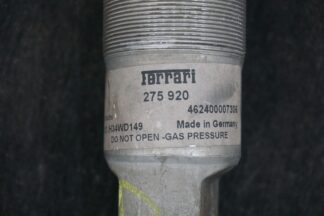 Ferrari
275 920
462400007306
H34WD149
Made in Germany
DO NOT OPEN -GAS PRESSURE